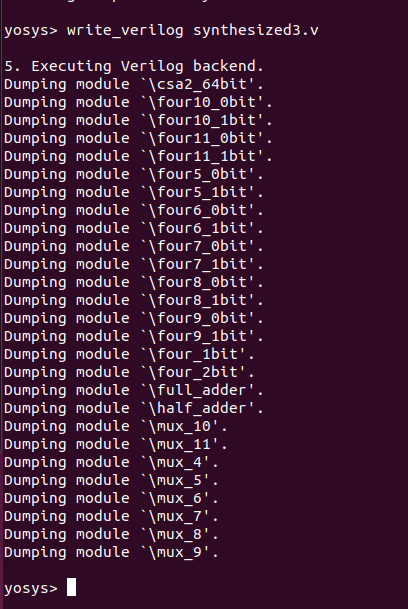 yosys> write_verilog synthesized3.v
5. Executing Verilog backend.
Dumping module `\csa2_64bit'.
Dumping module `\four10_0bit'.
Dumping module `\four10_1bit'.
Dumping module `\four11_0bit'.
Dumping module `\four11_1bit'.
Dumping module `\four5_0bit'.
Dumping module `\four5_1bit'.
Dumping module `\four6_0bit'.
Dumping module `\four6_1bit'.
Dumping module `\four7_0bit'.
Dumping module `\four7_1bit'.
Dumping module `\four8_0bit'.
Dumping module `\four8_1bit'.
Dumping module `\four9_0bit'.
Dumping module `\four9_1bit'.
Dumping module `\four_1bit'.
Dumping module `\four_2bit'.
Dumping module `\full_adder'.
Dumping module `\half_adder'.
Dumping module `\mux_10'.
Dumping module `\mux_11'.
Dumping module `\mux_4'.
Dumping module `\mux_5'.
Dumping module `\mux_6'.
Dumping module `\mux_7'.
Dumping module `\mux_8'.
Dumping module `\mux_9'.
yosys>